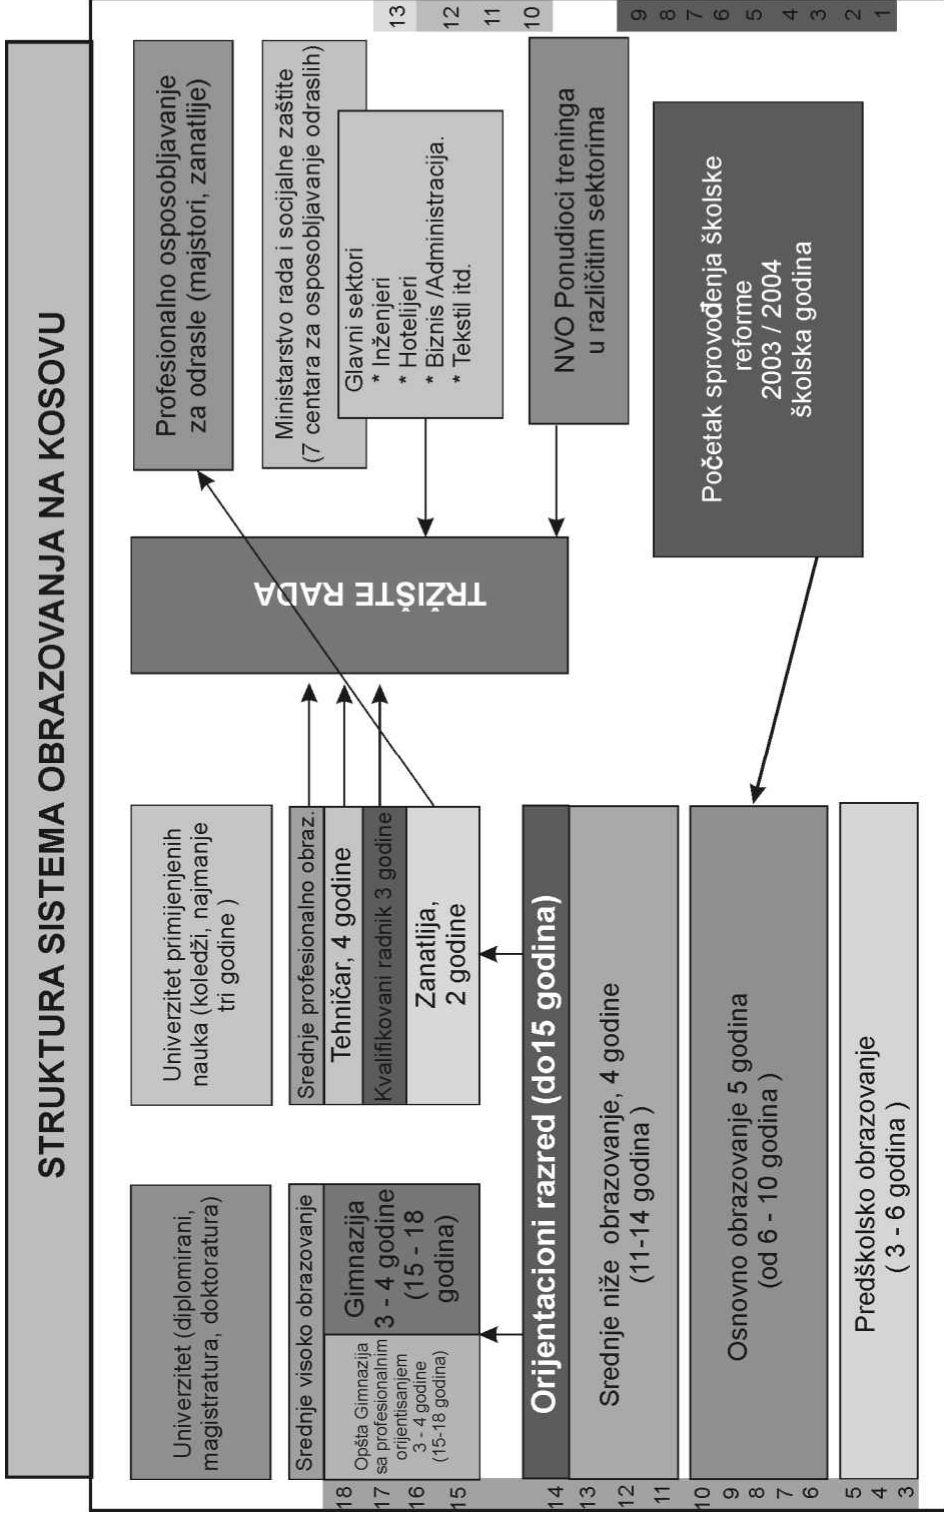 STRUKTURA SISTEMA OBRAZOVANJA NA KOSOVU
Univerzitet (diplomirani,
magistratura, doktoratura)
Univerzitet primijenjenih
nauka (koledži, najmanje
tri godine )
Profesionalno osposobljavanje
za odrasle (majstori, zanatlije)
Srednje visoko obrazovanje
Opšta Gimnazija
sa profesionalnim
orijentisanjem
3 - 4 godine
(15-18 godina)
Gimnazija
3 - 4 godine
(15 - 18
godina)
Srednje profesionalno obraz.
Tehničar, 4 godine
Kvalifikovani radnik 3 godine
Zanatlija,
2 godine
TRŽIŠTE RADA
Ministarstvo rada i socijalne zaštite
(7 centara za osposobljavanje odraslih)
Glavni sektori
* Inženjeri
* Hotelijeri
* Biznis /Administracija.
* Tekstil itd.
NVO Ponudioci treninga
u različitim sektorima
Orijentacioni razred (do15 godina)
Srednje niže obrazovanje, 4 godine
(11-14 godina )
Osnovno obrazovanje 5 godina
(od 6 - 10 godina )
Predškolsko obrazovanje
( 3 - 6 godina )
Početak sprovođenja školske
reforme
2003 / 2004
školska godina
18
17
16
15
14
13
12
11
10
9
8
7
6
5
4
3
13
12
11
10
9
8
7
6
5
4
3
2
1